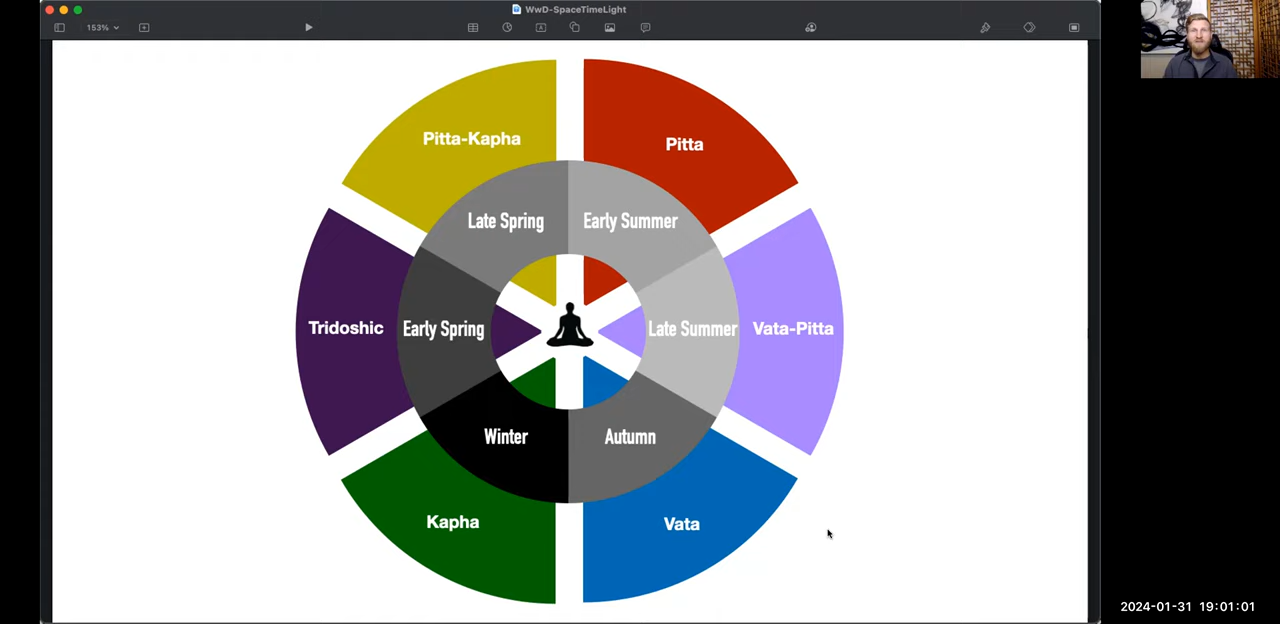 WwD-SpaceTimeLight
153%
Pitta-Kapha
Pitta
Late Spring
Early Summer
Tridoshic
Early Spring
Late Summer
Vata-Pitta
Winter
Autumn
Kapha
Vata
2024-01-31 19:01:01